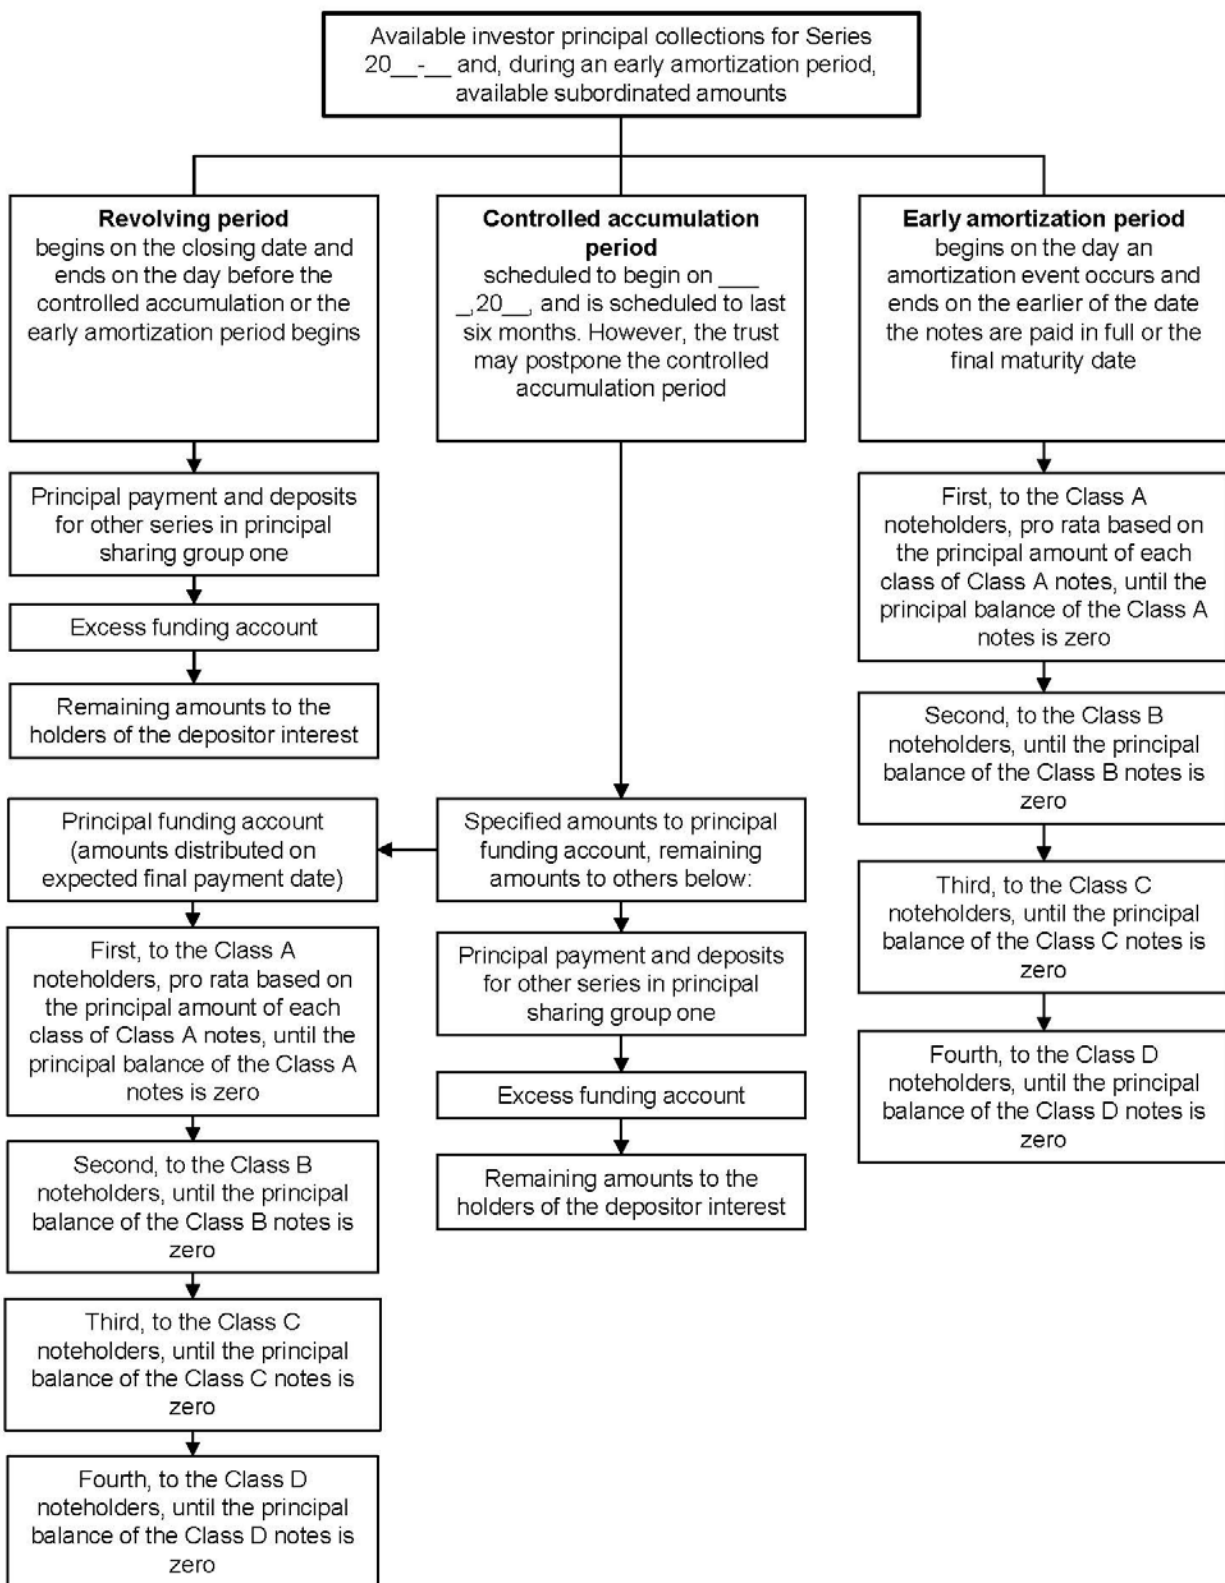 Available investor principal collections for Series
20__-__ and, during an early amortization period,
available subordinated amounts
Revolving period
begins on the closing date and
ends on the day before the
controlled accumulation or the
early amortization period begins
Controlled accumulation
period
scheduled to begin on ___
_,20__, and is scheduled to last
six months. However, the trust
may postpone the controlled
accumulation period
Early amortization period
begins on the day an
amortization event occurs and
ends on the earlier of the date
the notes are paid in full or the
final maturity date
Principal payment and deposits
for other series in principal
sharing group one
Excess funding account
Remaining amounts to the
holders of the depositor interest
First, to the Class A
noteholders, pro rata based on
the principal amount of each
class of Class A notes, until the
principal balance of the Class A
notes is zero
Second, to the Class B
noteholders, until the principal
balance of the Class B notes is
zero
Third, to the Class C
noteholders, until the principal
balance of the Class C notes is
zero
Fourth, to the Class D
noteholders, until the principal
balance of the Class D notes is
zero
Specified amounts to principal
funding account, remaining
amounts to others below:
Principal payment and deposits
for other series in principal
sharing group one
Excess funding account
Remaining amounts to the
holders of the depositor interest
Principal funding account
(amounts distributed on
expected final payment date)
First, to the Class A
noteholders, pro rata based on
the principal amount of each
class of Class A notes, until the
principal balance of the Class A
notes is zero
Second, to the Class B
noteholders, until the principal
balance of the Class B notes is
zero
Third, to the Class C
noteholders, until the principal
balance of the Class C notes is
zero
Fourth, to the Class D
noteholders, until the principal
balance of the Class D notes is
zero